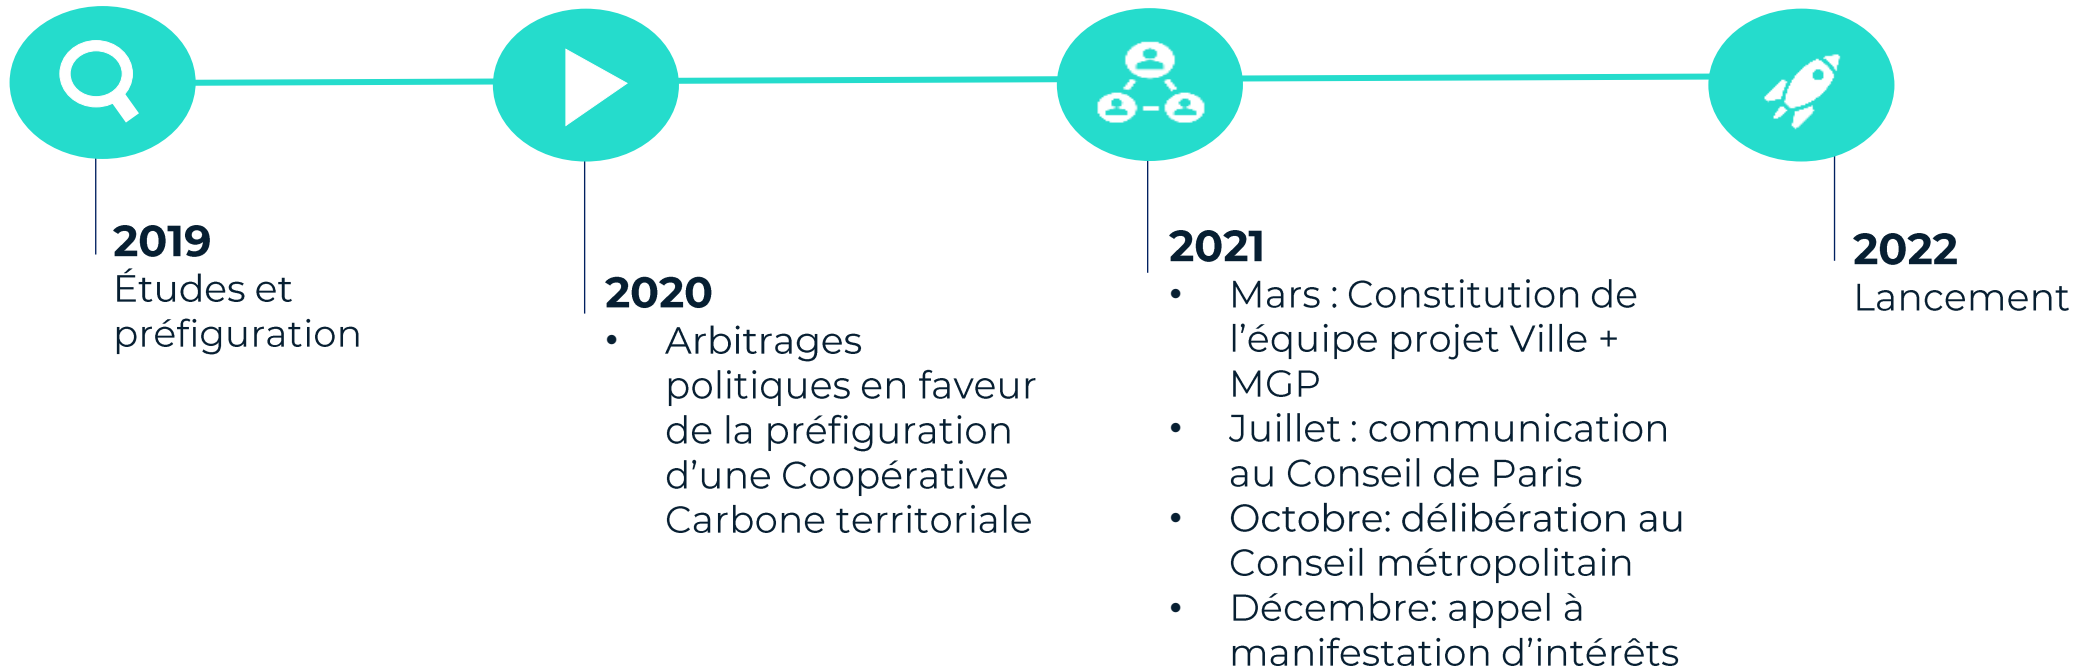 2019
Études et
préfiguration
2020
• Arbitrages
politiques en faveur
de la préfiguration
d’une Coopérative
Carbone territoriale
2021
• Mars : Constitution de
l’équipe projet Ville +
MGP
• Juillet : communication
au Conseil de Paris
• Octobre: délibération au
Conseil métropolitain
• Décembre: appel à
manifestation d’intérêts
2022
Lancement